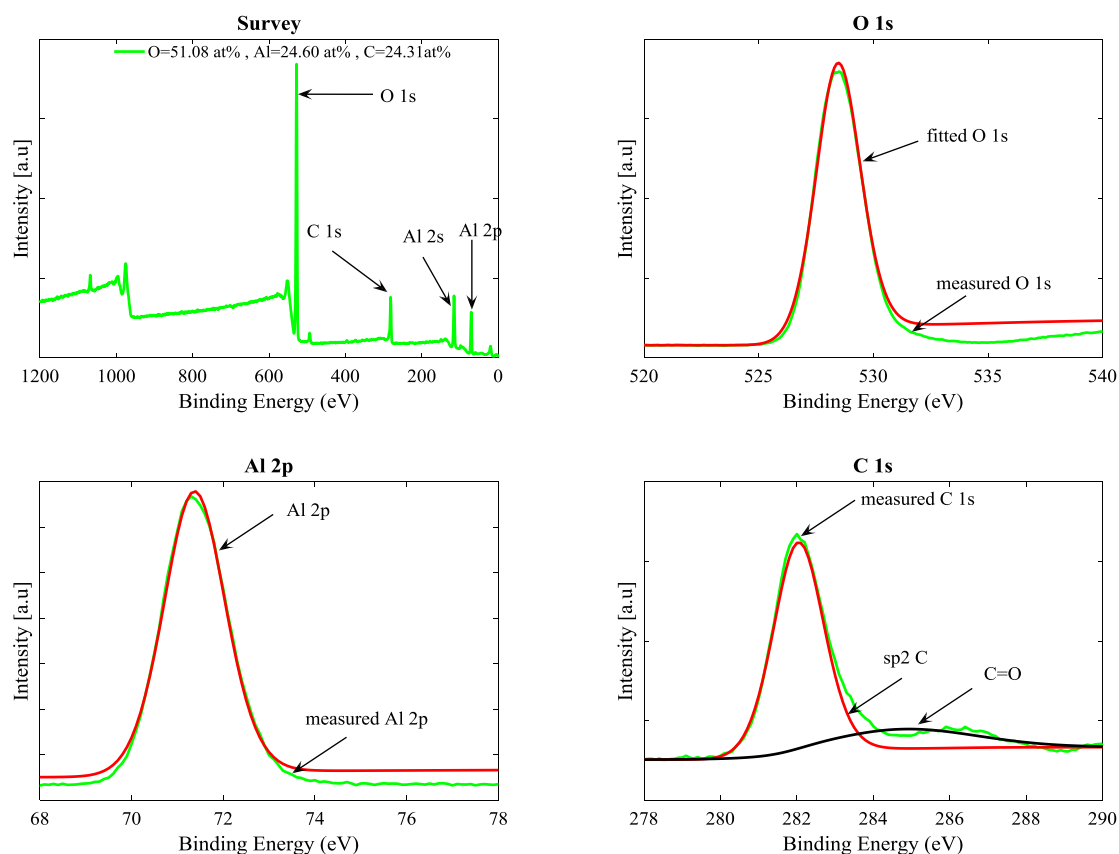 Survey
O=51.08 at% , Al=24.60 at% , C=24.31at%
O 1s
C 1s
Al 2s
Al 2p
Intensity [a.u]
1200 1000 800 600 400 200 0
Binding Energy (eV)
O 1s
fitted O 1s
measured O 1s
Intensity [a.u]
520 525 530 535 540
Binding Energy (eV)
Al 2p
Al 2p
measured Al 2p
Intensity [a.u]
68 70 72 74 76 78
Binding Energy (eV)
C 1s
measured C 1s
sp2 C
C=O
Intensity [a.u]
278 280 282 284 286 288 290
Binding Energy (eV)